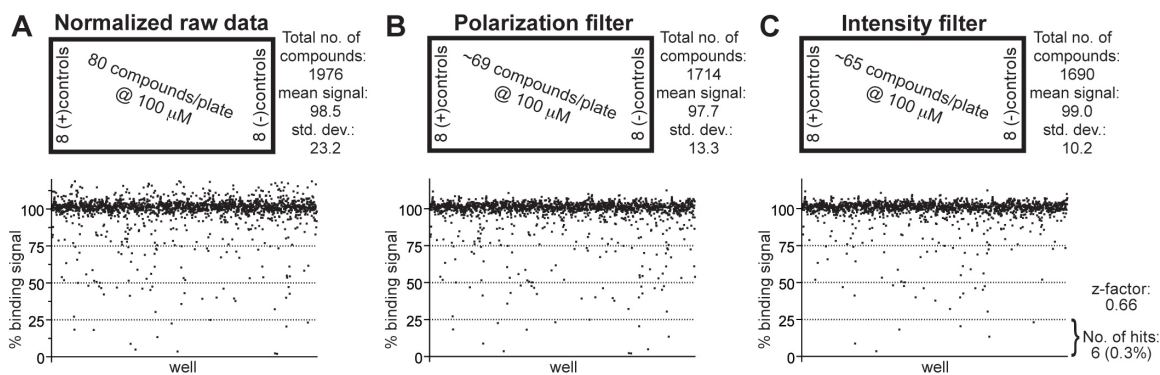 A Normalized raw data
8 (+)controls
80 compounds/plate
@ 100 μM
8 (-)controls
Total no. of
compounds:
1976
mean signal:
98.5
std. dev.:
23.2
% binding signal
100
75
50
25
0
well
B Polarization filter
8 (+)controls
~69 compounds/plate
@ 100 μM
8 (-)controls
Total no. of
compounds:
1714
mean signal:
97.7
std. dev.:
13.3
% binding signal
100
75
50
25
0
well
C Intensity filter
8 (+)controls
~65 compounds/plate
@ 100 μM
8 (-)controls
Total no. of
compounds:
1690
mean signal:
99.0
std. dev.:
10.2
% binding signal
100
75
50
25
0
well
z-factor:
0.66
No. of hits:
6 (0.3%)